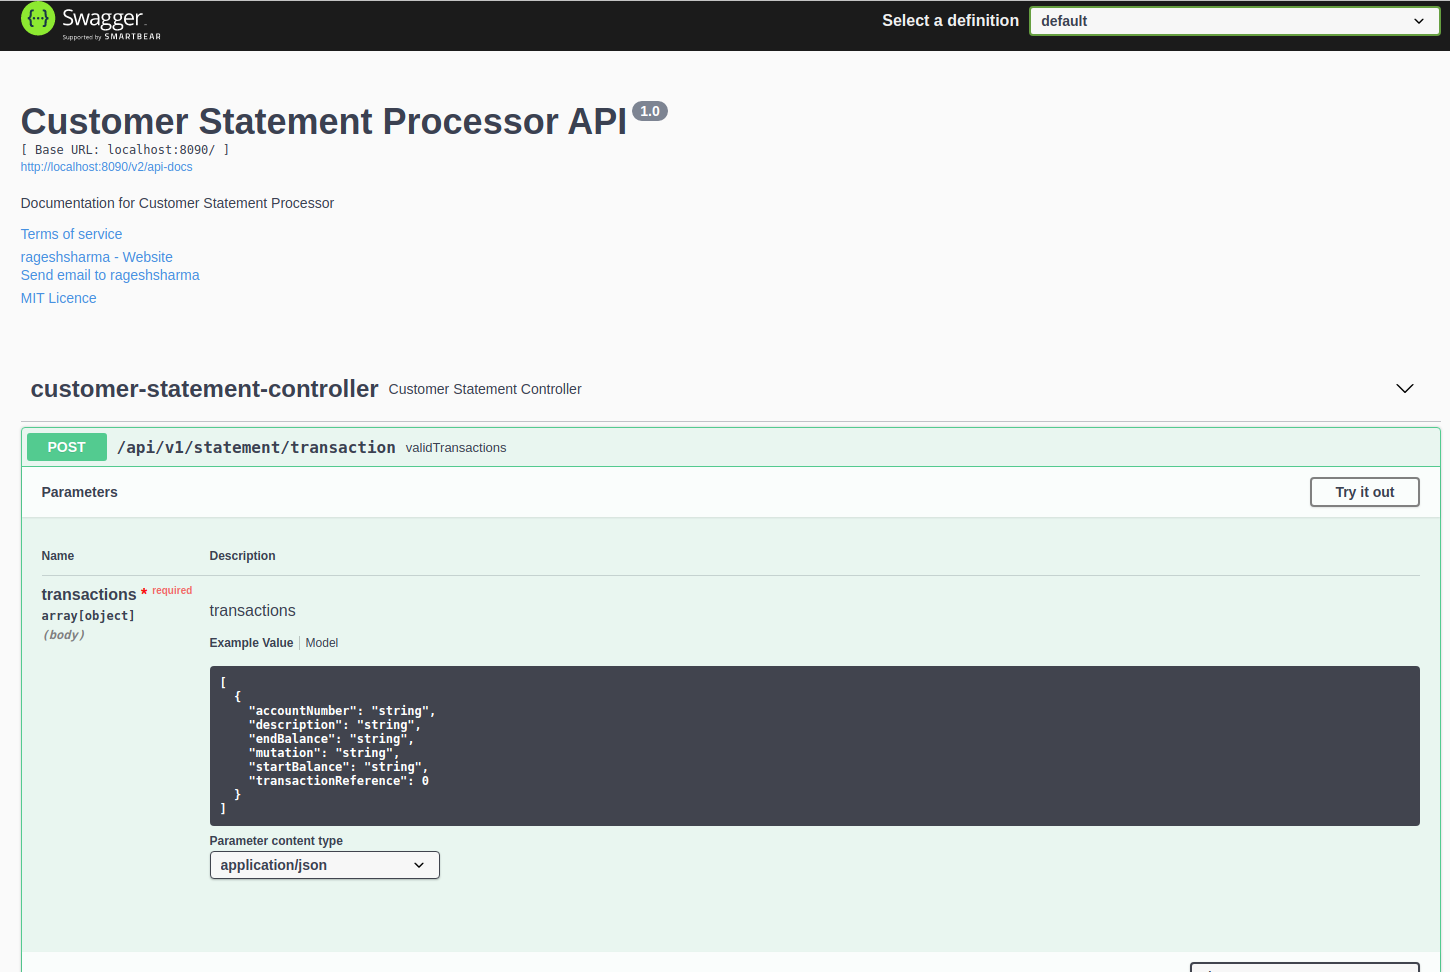 {···} Swagger
Supported by SMARTBEAR
Select a definition
default
Customer Statement Processor API 1.0
[ Base URL: localhost:8090/ ]
http://localhost:8090/v2/api-docs
Documentation for Customer Statement Processor
Terms of service
rageshsharma - Website
Send email to rageshsharma
MIT Licence
customer-statement-controller Customer Statement Controller
POST /api/v1/statement/transaction validTransactions
Parameters
Try it out
Name Description
transactions * required
array[object]
(body)
transactions
Example Value Model
[
  {
    "accountNumber": "string",
    "description": "string",
    "endBalance": "string",
    "mutation": "string",
    "startBalance": "string",
    "transactionReference": 0
  }
]
Parameter content type
application/json